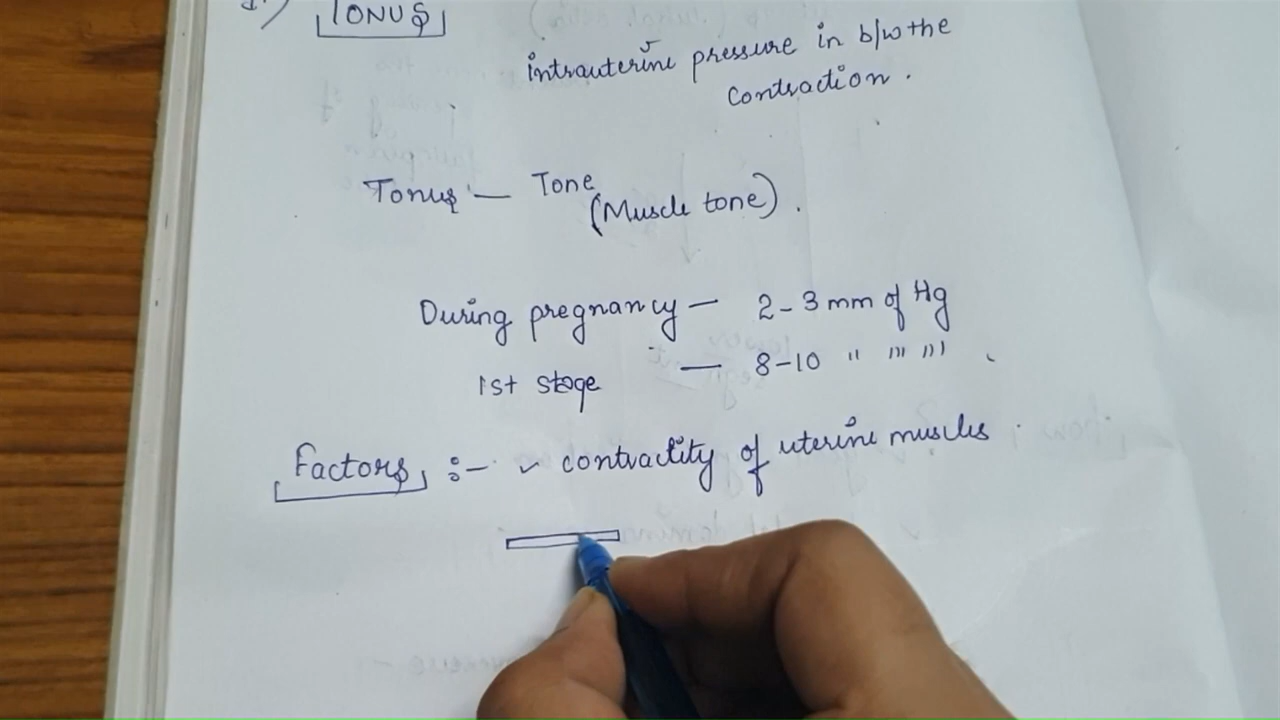 TONUS
intrauterine pressure in b/w the
contraction.
Tonus — Tone
(Muscle tone).
During pregnancy — 2-3 mm of Hg
1st stage — 8-10 " "' "'
Factors :- ✓ contractity of uterine muscles.